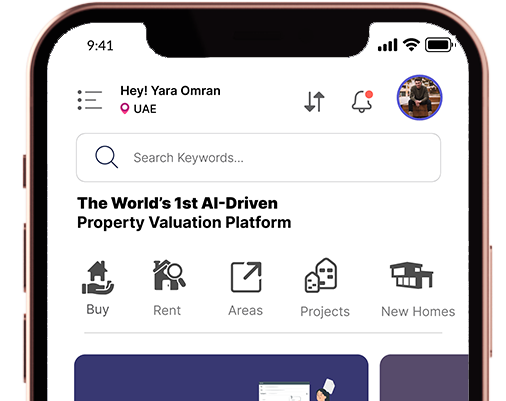 9:41
Hey! Yara Omran
UAE
Search Keywords...
The World's 1st AI-Driven
Property Valuation Platform
Buy
Rent
Areas
Projects
New Homes